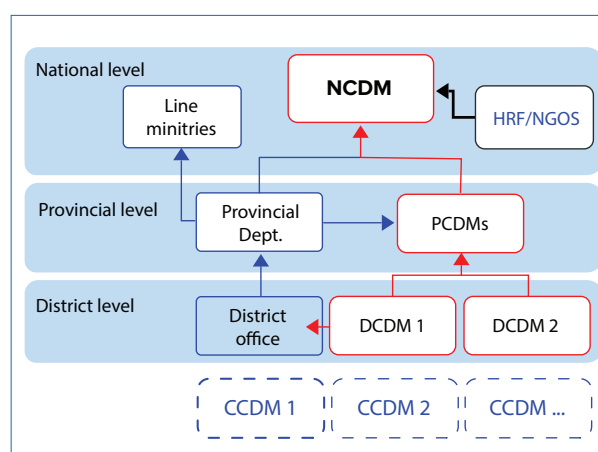 National level
NCDM
Line
minitries
HRF/NGOS
Provincial level
Provincial
Dept.
PCDMs
District level
District
office
DCDM 1
DCDM 2
CCDM 1
CCDM 2
CCDM ...